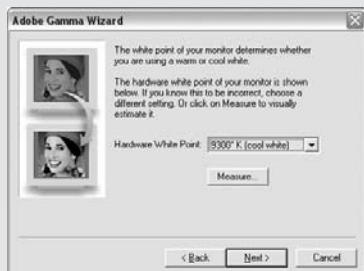 Adobe Gamma Wizard
The white point of your monitor determines whether
you are using a warm or cool white.
The hardware white point of your monitor is shown
below. If you know this to be incorrect, choose a
different setting. Or click on Measure to visually
estimate it.
Hardware White Point: 9300° K (cool white)
Measure...
< Back Next > Cancel